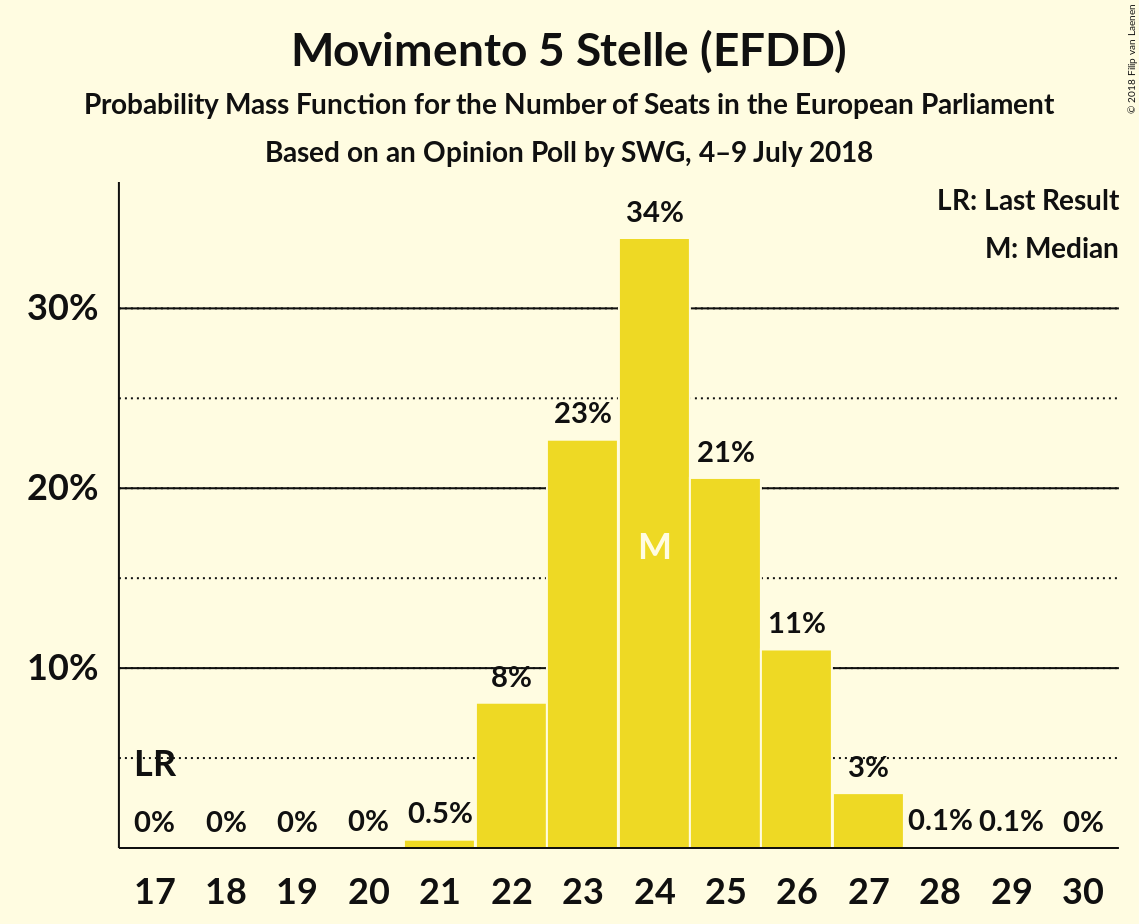 Movimento 5 Stelle (EFDD)
Probability Mass Function for the Number of Seats in the European Parliament
Based on an Opinion Poll by SWG, 4–9 July 2018
© 2018 Filip van Laenen
LR: Last Result
M: Median
34%
30%
23%
21%
20%
M
11%
10%
8%
LR
3%
0% 0% 0% 0% 0.5% 0.1% 0.1% 0%
17 18 19 20 21 22 23 24 25 26 27 28 29 30